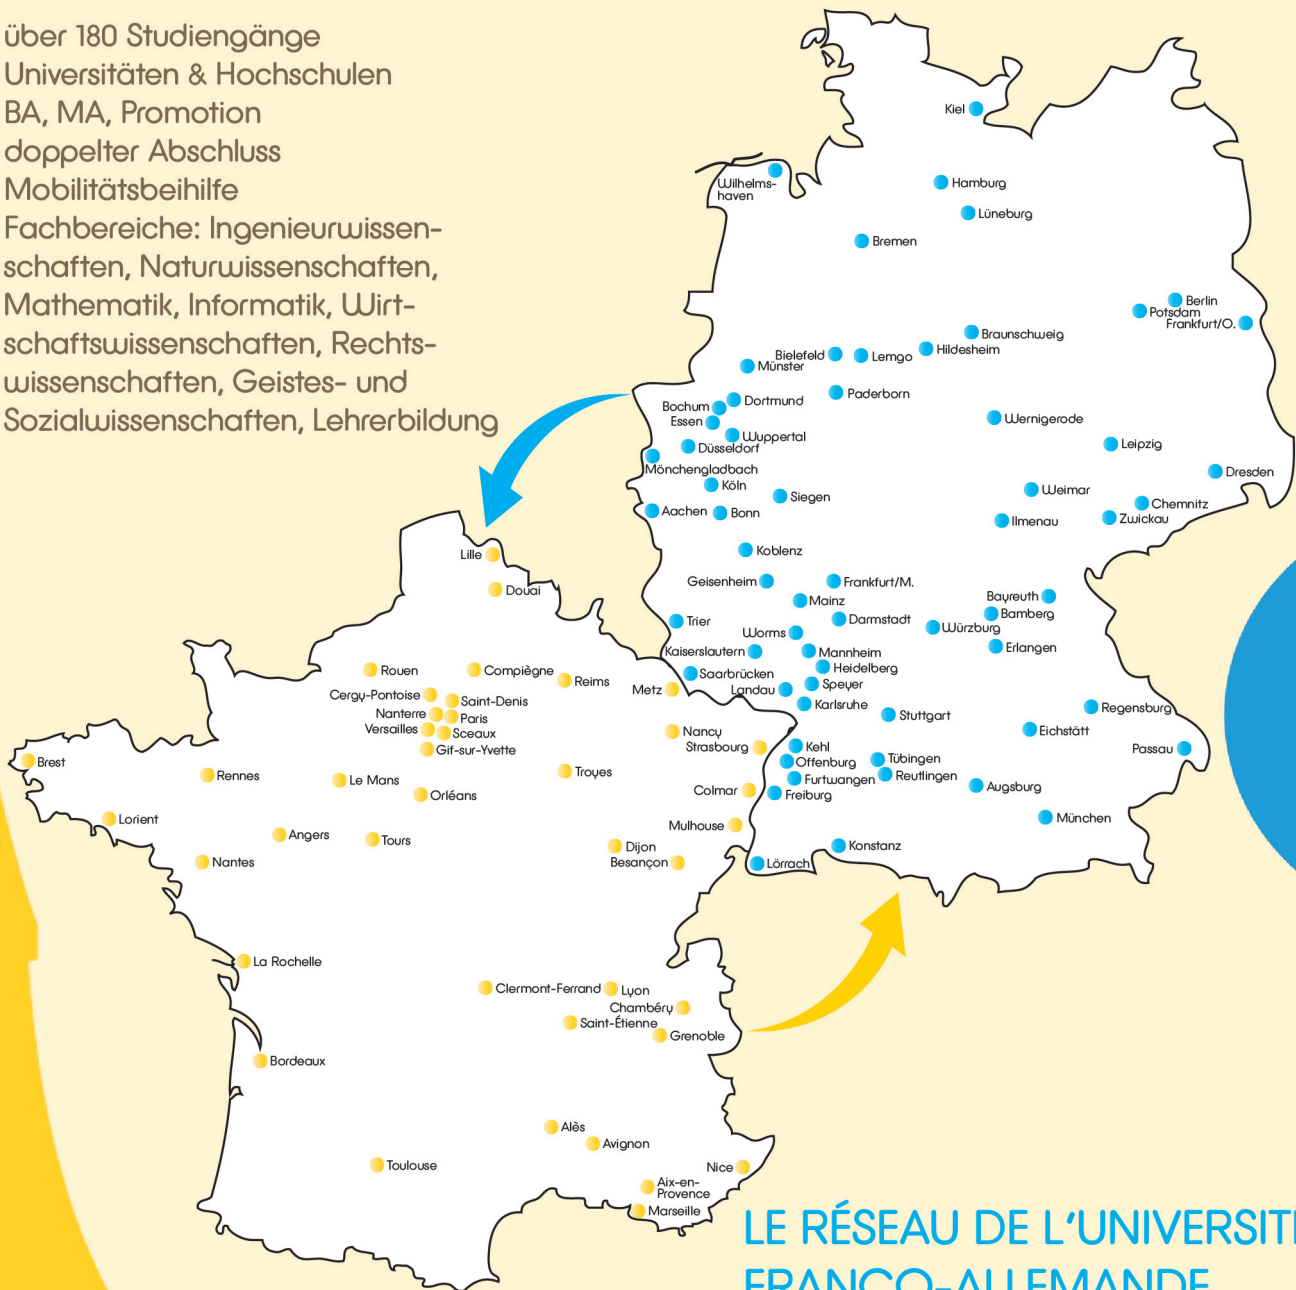 über 180 Studiengänge
Universitäten & Hochschulen
BA, MA, Promotion
doppelter Abschluss
Mobilitätsbeihilfe
Fachbereiche: Ingenieurwissen-
schaften, Naturwissenschaften,
Mathematik, Informatik, Wirt-
schaftswissenschaften, Rechts-
wissenschaften, Geistes- und
Sozialwissenschaften, Lehrerbildung
Kiel
Wilhelms-
haven
Hamburg
Lüneburg
Bremen
Berlin
Potsdam
Frankfurt/O.
Braunschweig
Hildesheim
Bielefeld
Lemgo
Münster
Paderborn
Dortmund
Bochum
Essen
Wernigerode
Wuppertal
Düsseldorf
Leipzig
Mönchengladbach
Dresden
Köln
Siegen
Weimar
Chemnitz
Aachen
Bonn
Ilmenau
Zwickau
Koblenz
Geisenheim
Frankfurt/M.
Mainz
Bayreuth
Bamberg
Trier
Darmstadt
Würzburg
Worms
Erlangen
Kaiserslautern
Mannheim
Heidelberg
Saarbrücken
Speyer
Landau
Karlsruhe
Stuttgart
Regensburg
Eichstätt
Passau
Kehl
Offenburg
Tübingen
Furtwangen
Reutlingen
Freiburg
Augsburg
München
Konstanz
Lörrach
Lille
Douai
Rouen
Compiègne
Reims
Metz
Cergy-Pontoise
Saint-Denis
Nanterre
Paris
Versailles
Sceaux
Gif-sur-Yvette
Nancy
Strasbourg
Brest
Rennes
Le Mans
Troyes
Orléans
Colmar
Lorient
Angers
Tours
Mulhouse
Dijon
Nantes
Besançon
La Rochelle
Clermont-Ferrand
Lyon
Chambéry
Saint-Étienne
Grenoble
Bordeaux
Alès
Avignon
Toulouse
Nice
Aix-en-
Provence
Marseille
LE RÉSEAU DE L'UNIVERSITÉ
FRANCO-ALLEMANDE